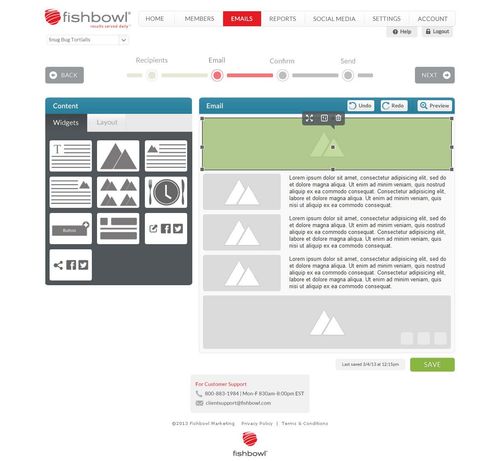 fishbowl®
results served daily™
HOME
MEMBERS
EMAILS
REPORTS
SOCIAL MEDIA
SETTINGS
ACCOUNT
Snug Bug Tortialis
Help
Logout
BACK
Recipients
Email
Confirm
Send
NEXT
Content
Widgets
Layout
T
Button
Email
Undo
Redo
Preview
Lorem ipsum dolor sit amet, consectetur adipisicing elit, sed
do et dolore magna aliqua. Ut enim ad minim veniam, quis nostrud
aliquip ex ea commodo consequat. Adipisicing elit, labore et
dolore magna aliqua. Ut enim ad minim veniam, quis
nisi ut aliquip ex ea commodo consequat.
Lorem ipsum dolor sit amet, consectetur adipisicing elit, sed
do et dolore magna aliqua. Ut enim ad minim veniam, quis nostrud
aliquip ex ea commodo consequat. Adipisicing elit, labore et
dolore magna aliqua. Ut enim ad minim veniam, quis
nisi ut aliquip ex ea commodo consequat.
Lorem ipsum dolor sit amet, consectetur adipisicing elit, sed
do et dolore magna aliqua. Ut enim ad minim veniam, quis nostrud
aliquip ex ea commodo consequat. Adipisicing elit, labore et
dolore magna aliqua. Ut enim ad minim veniam, quis
nisi ut aliquip ex ea commodo consequat.
Last saved 3/4/13 at 12:15pm
SAVE
For Customer Support
800-883-1984 | Mon-F 830am-8:00pm EST
clientsupport@fishbowl.com
©2013 Fishbowl Marketing Privacy Policy | Terms & Conditions
fishbowl